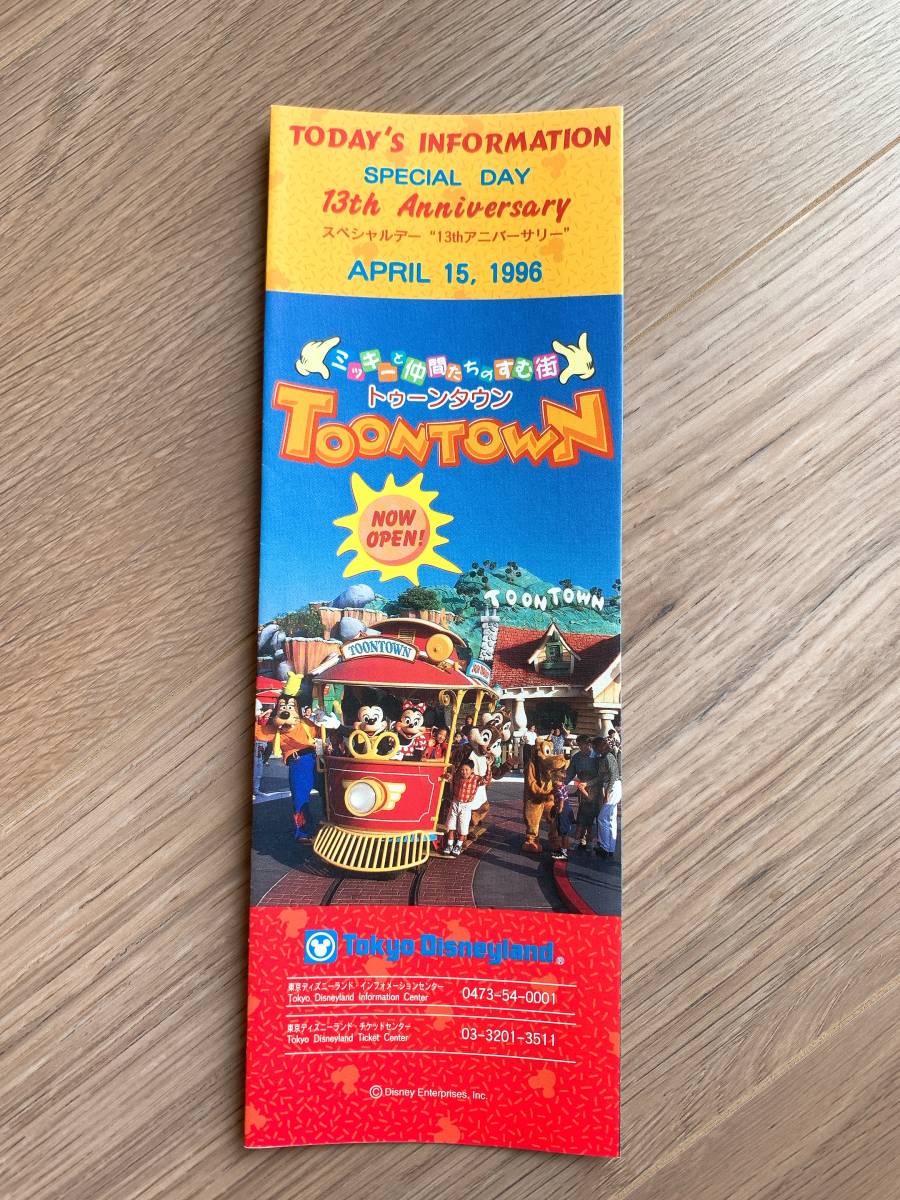 TODAY'S INFORMATION
SPECIAL DAY
13th Anniversary
スペシャルデー "13thアニバーサリー"
APRIL 15, 1996
ミッキーと仲間たちのすむ街
トゥーンタウン
TOONTOWN
NOW
OPEN!
TOONTOWN
TOONTOWN
Tokyo Disneyland®
東京ディズニーランド・インフォメーションセンター
Tokyo Disneyland Information Center 0473-54-0001
東京ディズニーランド・チケットセンター
Tokyo Disneyland Ticket Center 03-3201-3511
© Disney Enterprises, Inc.